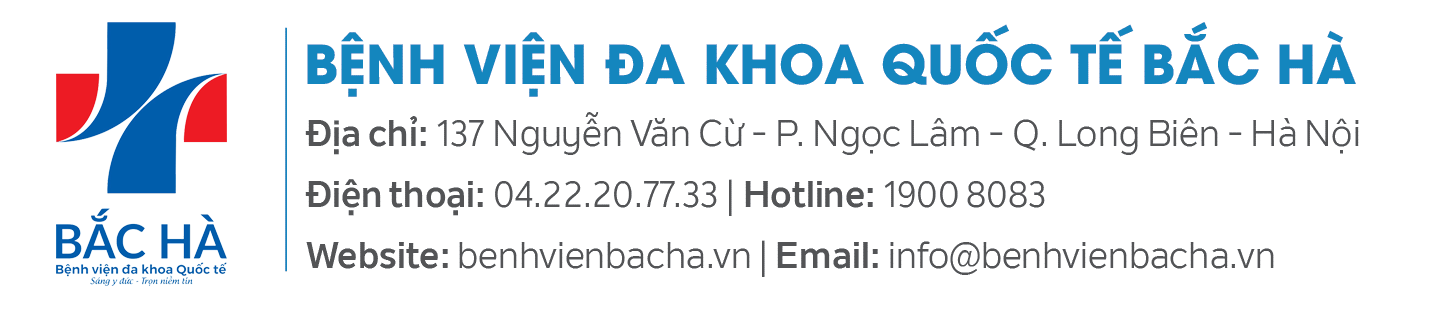 BẮC HÀ
Bệnh viện đa khoa Quốc tế
Sáng y đức - Trọn niềm tin
BỆNH VIỆN ĐA KHOA QUỐC TẾ BẮC HÀ
Địa chỉ: 137 Nguyễn Văn Cừ - P. Ngọc Lâm - Q. Long Biên - Hà Nội
Điện thoại: 04.22.20.77.33 | Hotline: 1900 8083
Website: benhvienbacha.vn | Email: info@benhvienbacha.vn